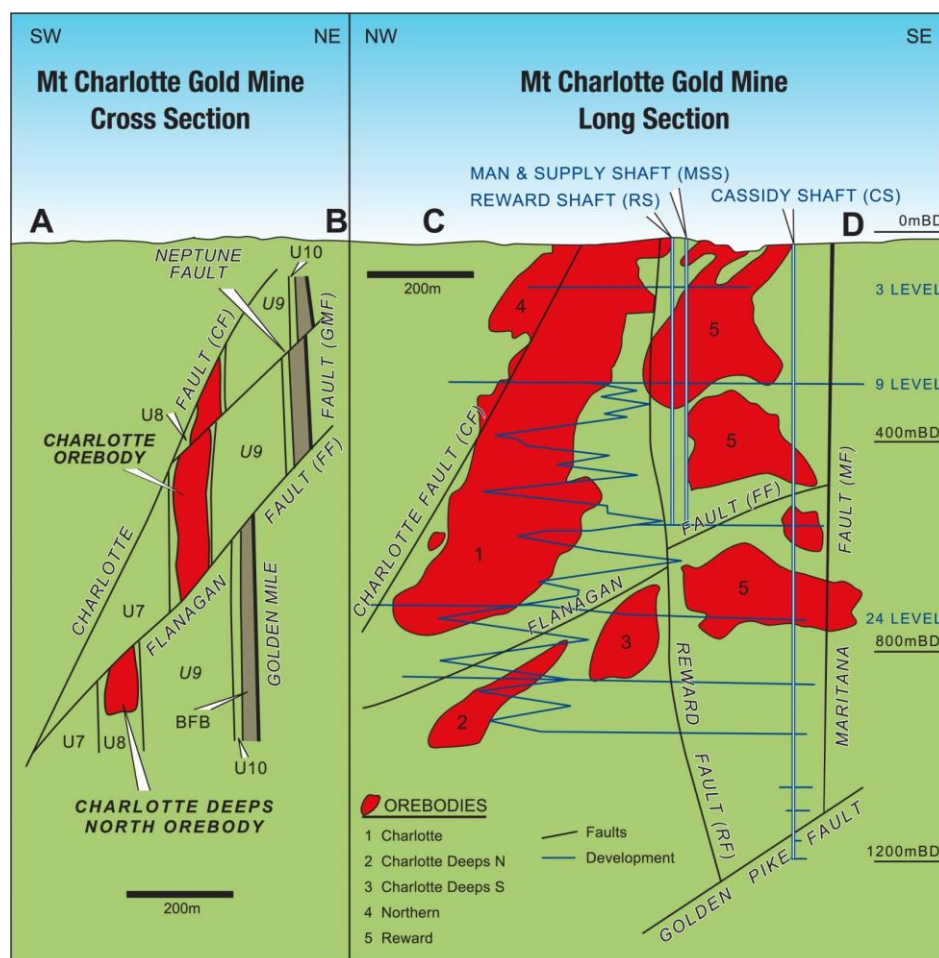 SW
NE
Mt Charlotte Gold Mine
Cross Section
A
B
NEPTUNE
FAULT
U10
U9
CHARLOTTE
FAULT (CF)
FAULT (GMF)
U8
CHARLOTTE
OREBODY
U9
FLANAGAN
FAULT (FF)
U7
GOLDEN MILE
U9
BFB
U7
U8
U10
CHARLOTTE DEEPS
NORTH OREBODY
200m
NW
SE
Mt Charlotte Gold Mine
Long Section
MAN & SUPPLY SHAFT (MSS)
REWARD SHAFT (RS)
CASSIDY SHAFT (CS)
C
D
0mBD
200m
4
5
3 LEVEL
9 LEVEL
CHARLOTTE FAULT (CF)
5
400mBD
FLANAGAN
FAULT (FF)
MARITANA
FAULT (MF)
1
5
24 LEVEL
3
800mBD
2
REWARD
FAULT (RF)
GOLDEN PIKE FAULT
1200mBD
OREBODIES
1 Charlotte
2 Charlotte Deeps N
3 Charlotte Deeps S
4 Northern
5 Reward
Faults
Development